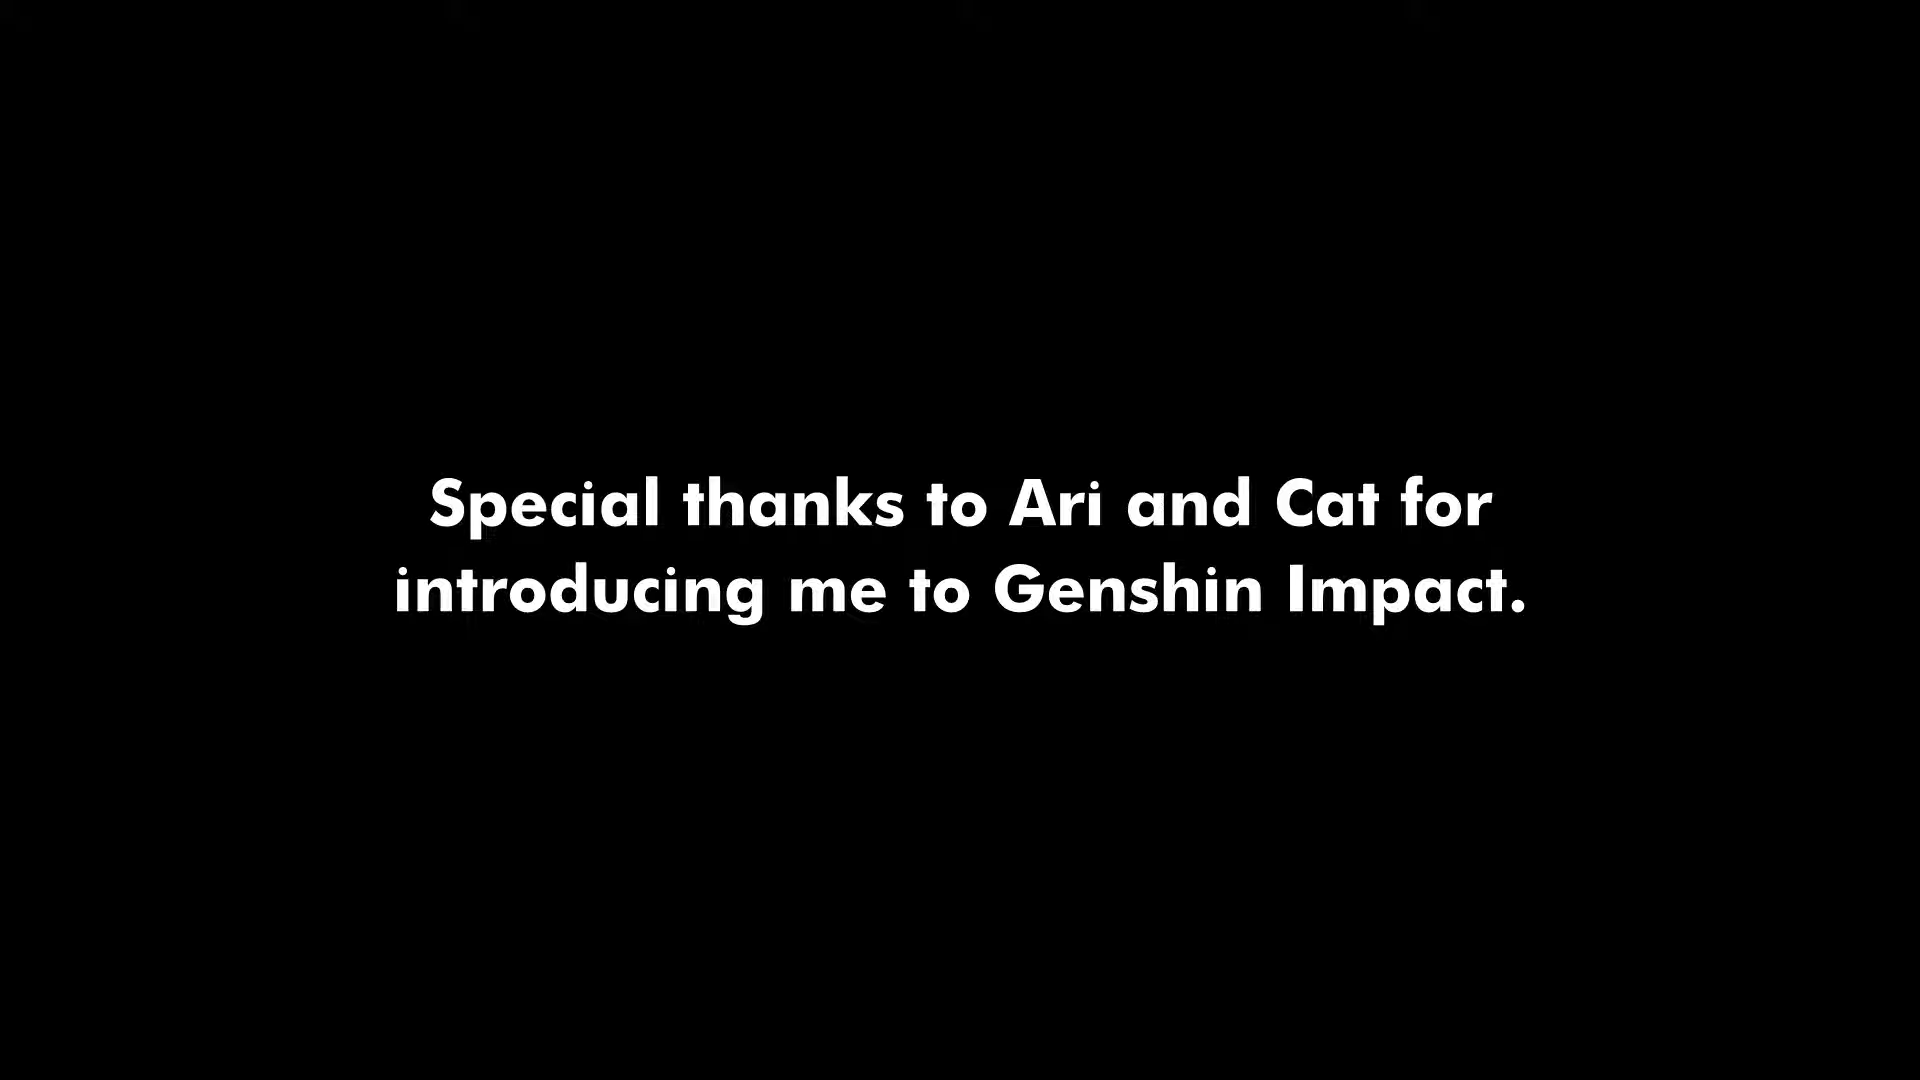 Special thanks to Ari and Cat for
introducing me to Genshin Impact.